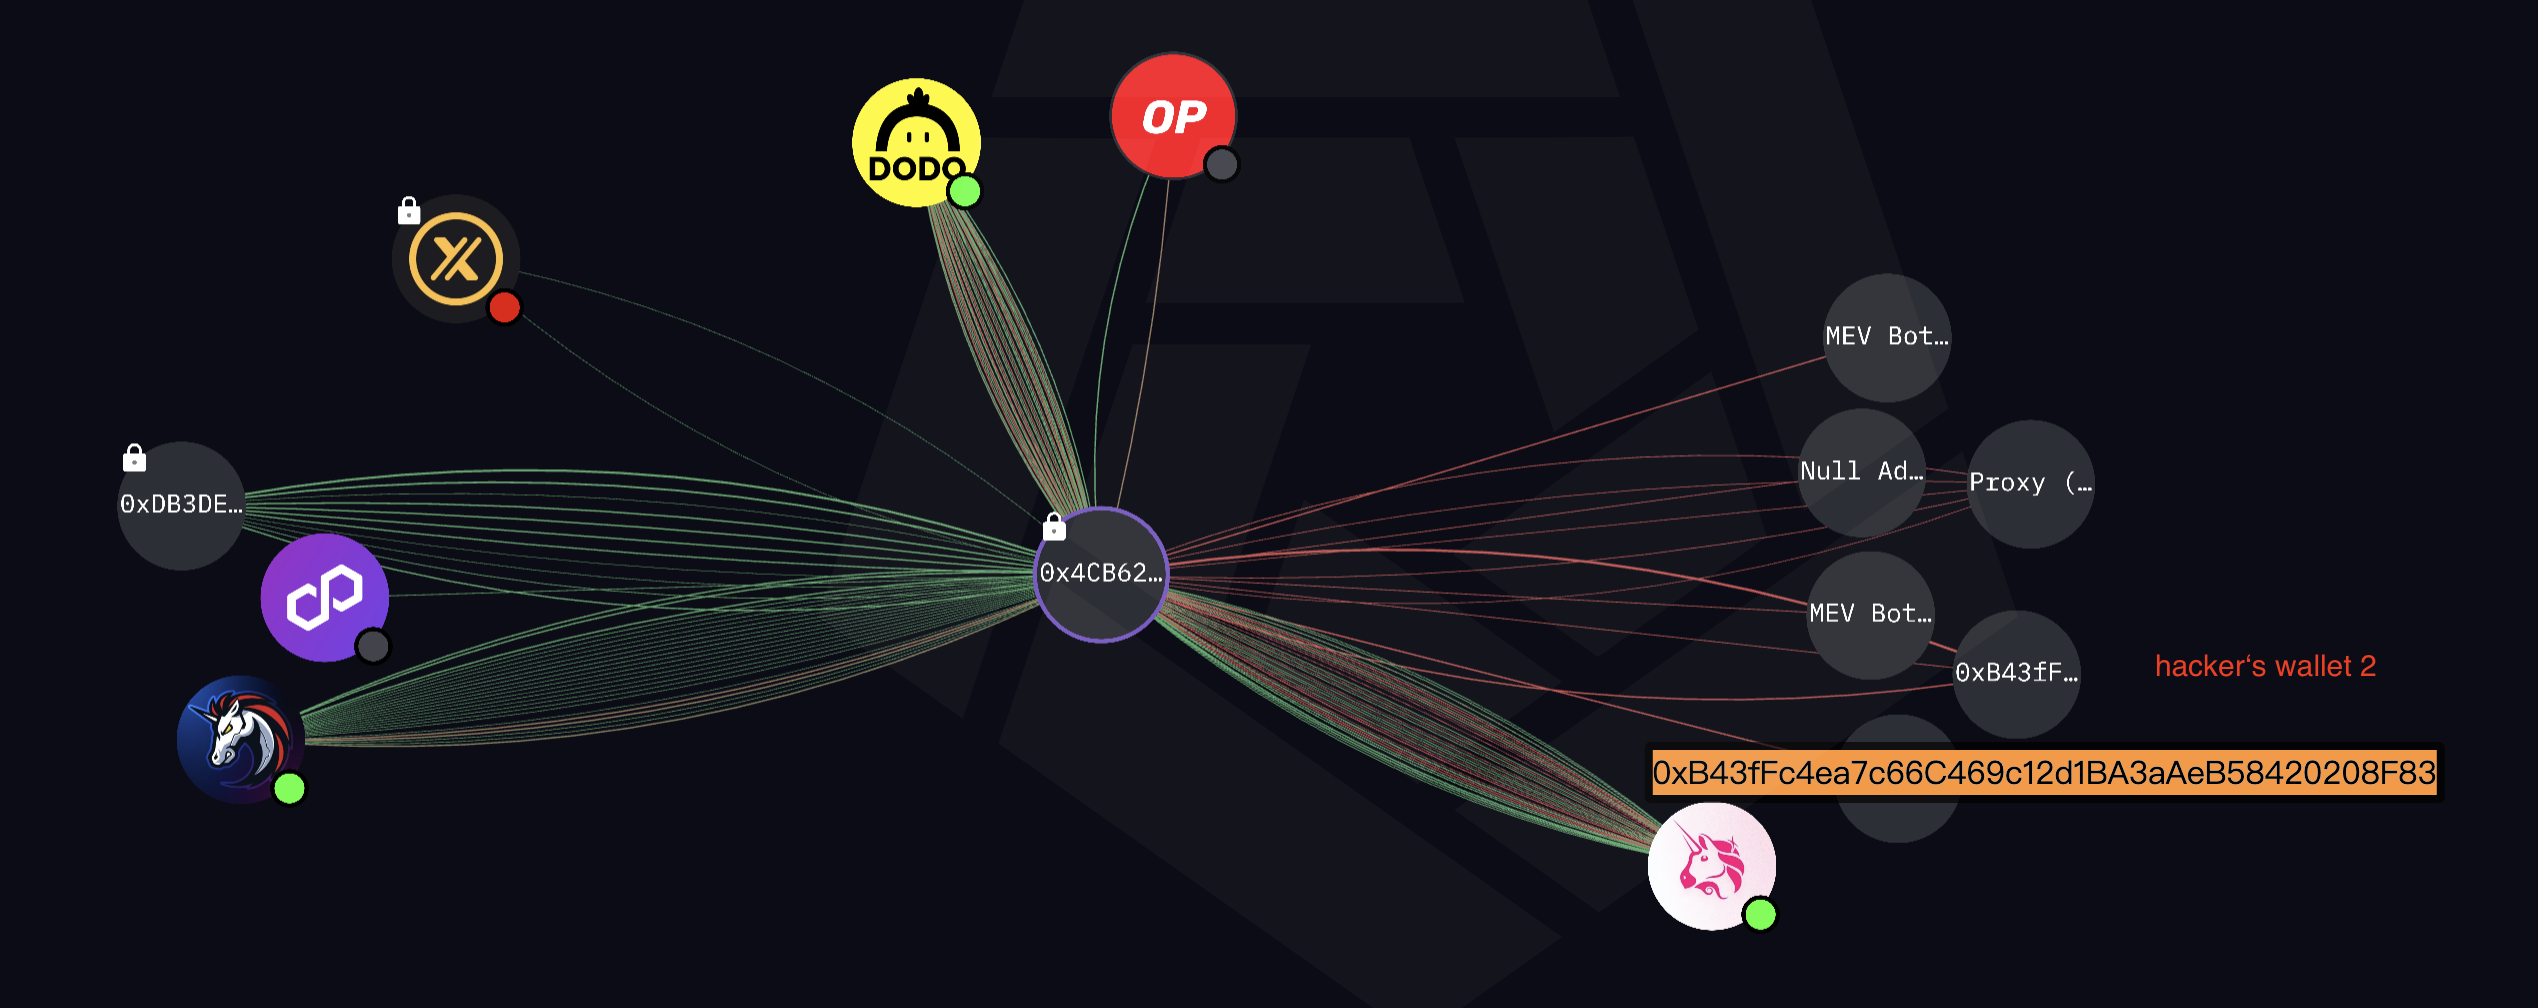 OP
DODO
MEV Bot…
Null Ad…
Proxy (…
0xDB3DE…
0x4CB62…
MEV Bot…
0xB43fF…
hacker‘s wallet 2
0xB43fFc4ea7c66C469c12d1BA3aAeB58420208F83